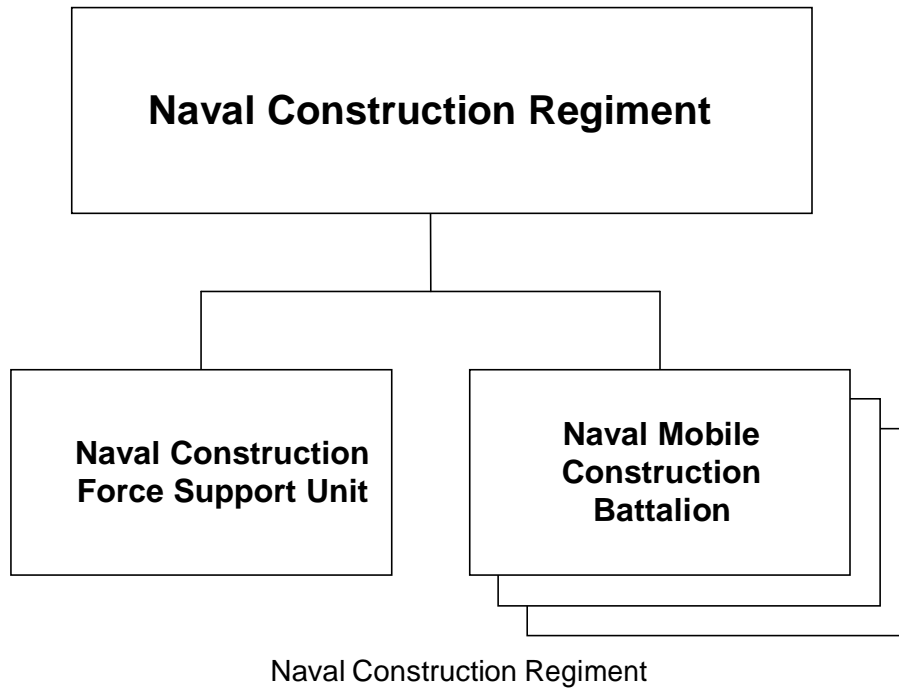 Naval Construction Regiment
Naval Construction
Force Support Unit
Naval Mobile
Construction
Battalion
Naval Construction Regiment